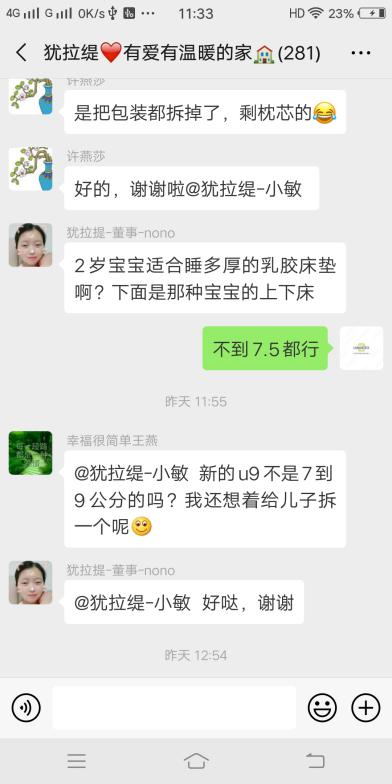 4G G 0K/s 11:33 HD 23%
犹拉缇❤️有爱有温暖的家🏠(281)
许燕莎
是把包装都拆掉了，剩枕芯的😂
许燕莎
好的，谢谢啦@犹拉缇-小敏
犹拉提-董事-nono
2岁宝宝适合睡多厚的乳胶床垫
啊？下面是那种宝宝的上下床
不到7.5都行
昨天 11:55
幸福很简单王燕
@犹拉缇-小敏 新的u9不是7到
9公分的吗？我还想着给儿子拆
一个呢🙂
犹拉提-董事-nono
@犹拉缇-小敏 好哒，谢谢
昨天 12:54